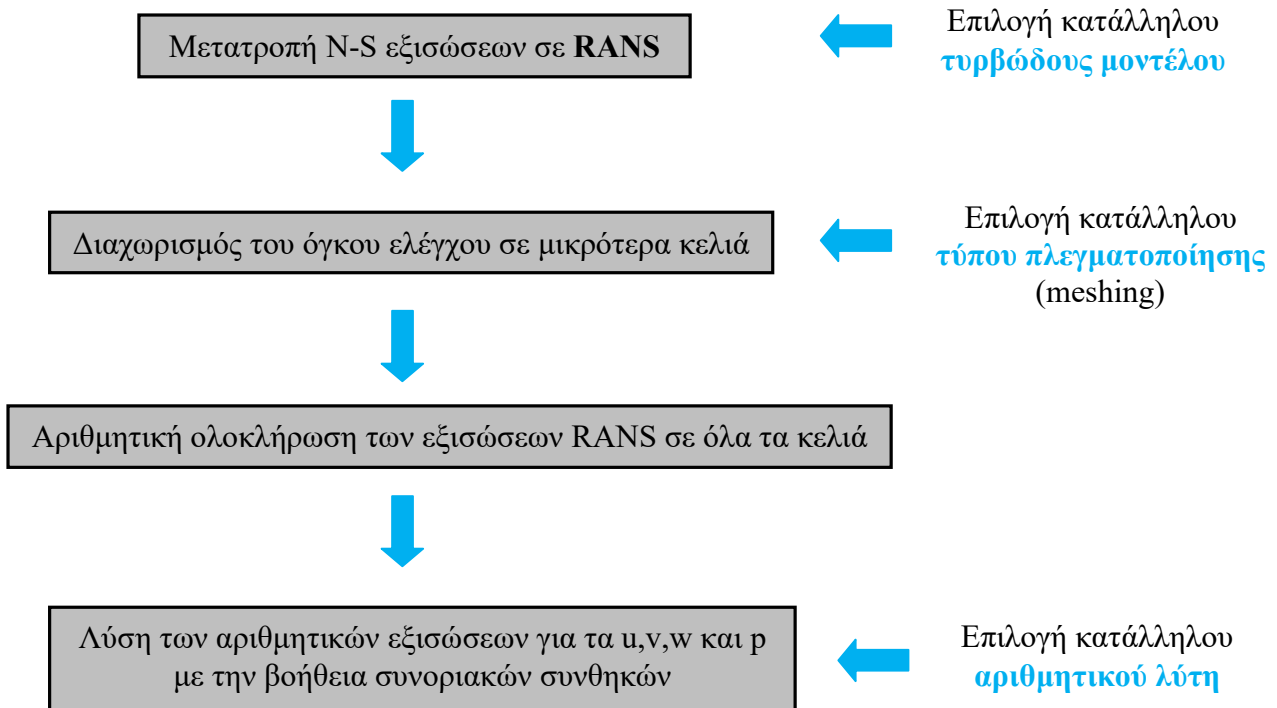 Μετατροπή N-S εξισώσεων σε RANS
Επιλογή κατάλληλου
τυρβώδους μοντέλου
Διαχωρισμός του όγκου ελέγχου σε μικρότερα κελιά
Επιλογή κατάλληλου
τύπου πλεγματοποίησης
(meshing)
Αριθμητική ολοκλήρωση των εξισώσεων RANS σε όλα τα κελιά
Λύση των αριθμητικών εξισώσεων για τα u,v,w και p
με την βοήθεια συνοριακών συνθηκών
Επιλογή κατάλληλου
αριθμητικού λύτη